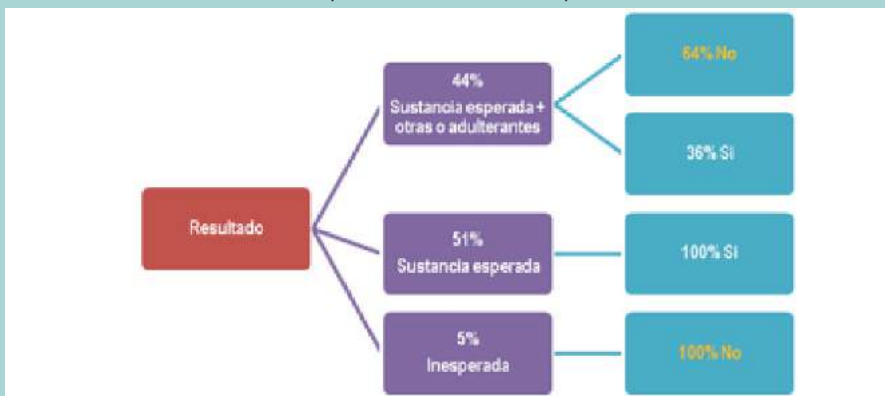 64% No
44%
Sustancia esperada +
otras o adulterantes
36% Si
Resultado
51%
Sustancia esperada
100% Si
5%
Inesperada
100% No